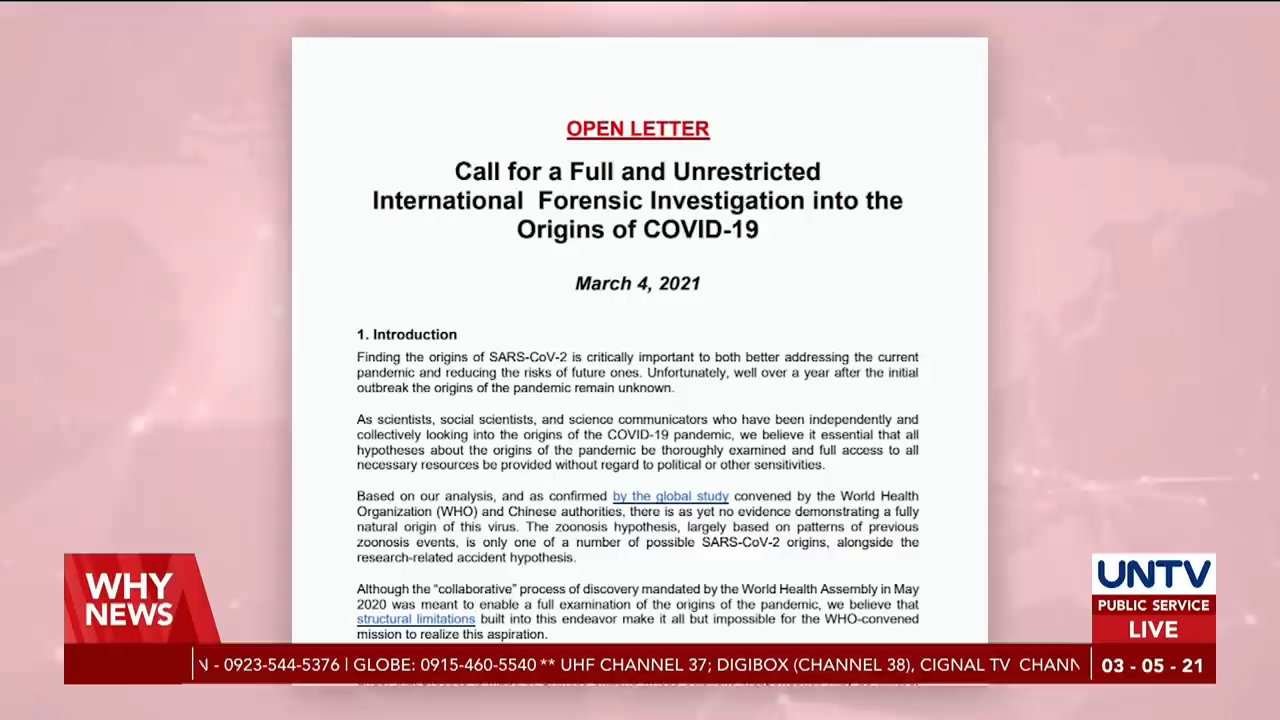 OPEN LETTER
Call for a Full and Unrestricted
International Forensic Investigation into the
Origins of COVID-19
March 4, 2021
1. Introduction
Finding the origins of SARS-CoV-2 is critically important to both better addressing the current
pandemic and reducing the risks of future ones. Unfortunately, well over a year after the initial
outbreak the origins of the pandemic remain unknown.
As scientists, social scientists, and science communicators who have been independently and
collectively looking into the origins of the COVID-19 pandemic, we believe it essential that all
hypotheses about the origins of the pandemic be thoroughly examined and full access to all
necessary resources be provided without regard to political or other sensitivities.
Based on our analysis, and as confirmed by the global study convened by the World Health
Organization (WHO) and Chinese authorities, there is as yet no evidence demonstrating a fully
natural origin of this virus. The zoonosis hypothesis, largely based on patterns of previous
zoonosis events, is only one of a number of possible SARS-CoV-2 origins, alongside the
research-related accident hypothesis.
Although the “collaborative” process of discovery mandated by the World Health Assembly in May
2020 was meant to enable a full examination of the origins of the pandemic, we believe that
structural limitations built into this endeavor make it all but impossible for the WHO-convened
mission to realize this aspiration.
WHY
NEWS
UNTV
PUBLIC SERVICE
LIVE
- 0923-544-5376 | GLOBE: 0915-460-5540 ** UHF CHANNEL 37; DIGIBOX (CHANNEL 38), CIGNAL TV CHANN
03 - 05 - 21